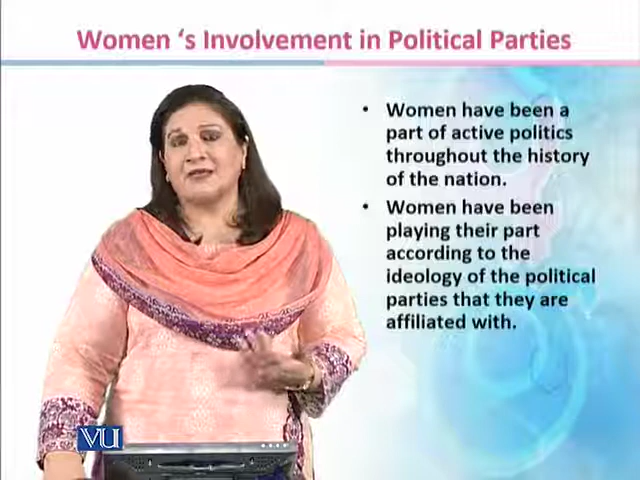 Women ‘s Involvement in Political Parties
• Women have been a
part of active politics
throughout the history
of the nation.
• Women have been
playing their part
according to the
ideology of the political
parties that they are
affiliated with.
VU